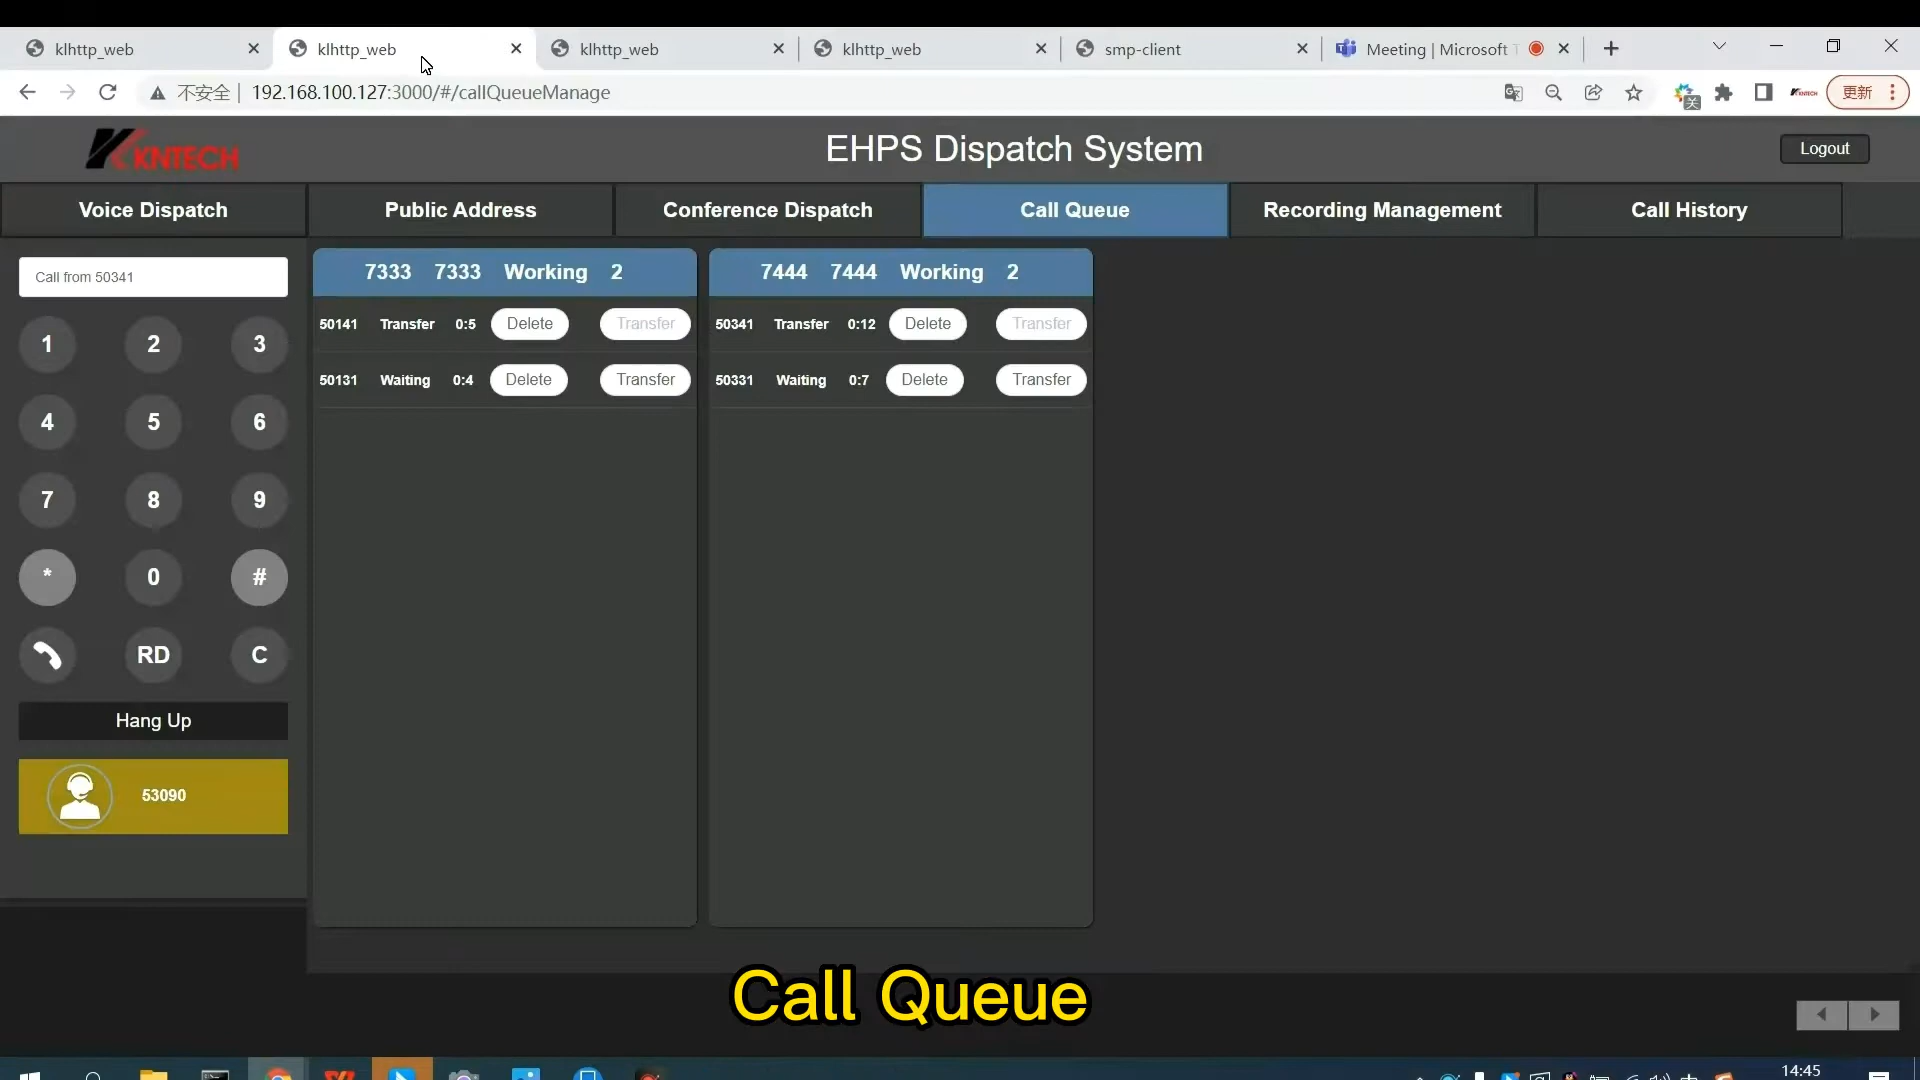 klhttp_web
klhttp_web
klhttp_web
klhttp_web
smp-client
Meeting | Microsoft T
不安全 | 192.168.100.127:3000/#/callQueueManage
更新
KNTECH
EHPS Dispatch System
Logout
Voice Dispatch
Public Address
Conference Dispatch
Call Queue
Recording Management
Call History
Call from 50341
1 2 3
4 5 6
7 8 9
* 0 #
RD C
Hang Up
53090
7333 7333 Working 2
50141 Transfer 0:5 Delete Transfer
50131 Waiting 0:4 Delete Transfer
7444 7444 Working 2
50341 Transfer 0:12 Delete Transfer
50331 Waiting 0:7 Delete Transfer
Call Queue
14:45